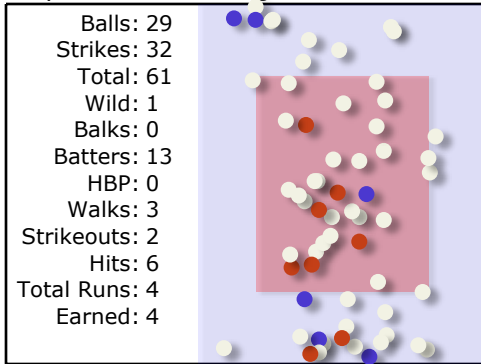 Balls: 29
Strikes: 32
Total: 61
Wild: 1
Balks: 0
Batters: 13
HBP: 0
Walks: 3
Strikeouts: 2
Hits: 6
Total Runs: 4
Earned: 4